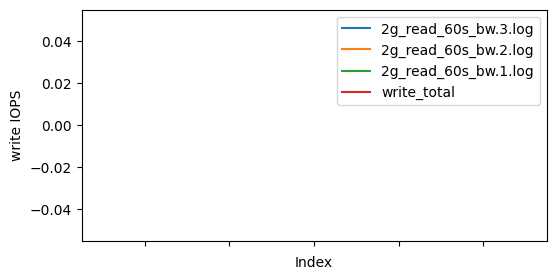 0.04
0.02
0.00
−0.02
−0.04
write IOPS
Index
2g_read_60s_bw.3.log
2g_read_60s_bw.2.log
2g_read_60s_bw.1.log
write_total